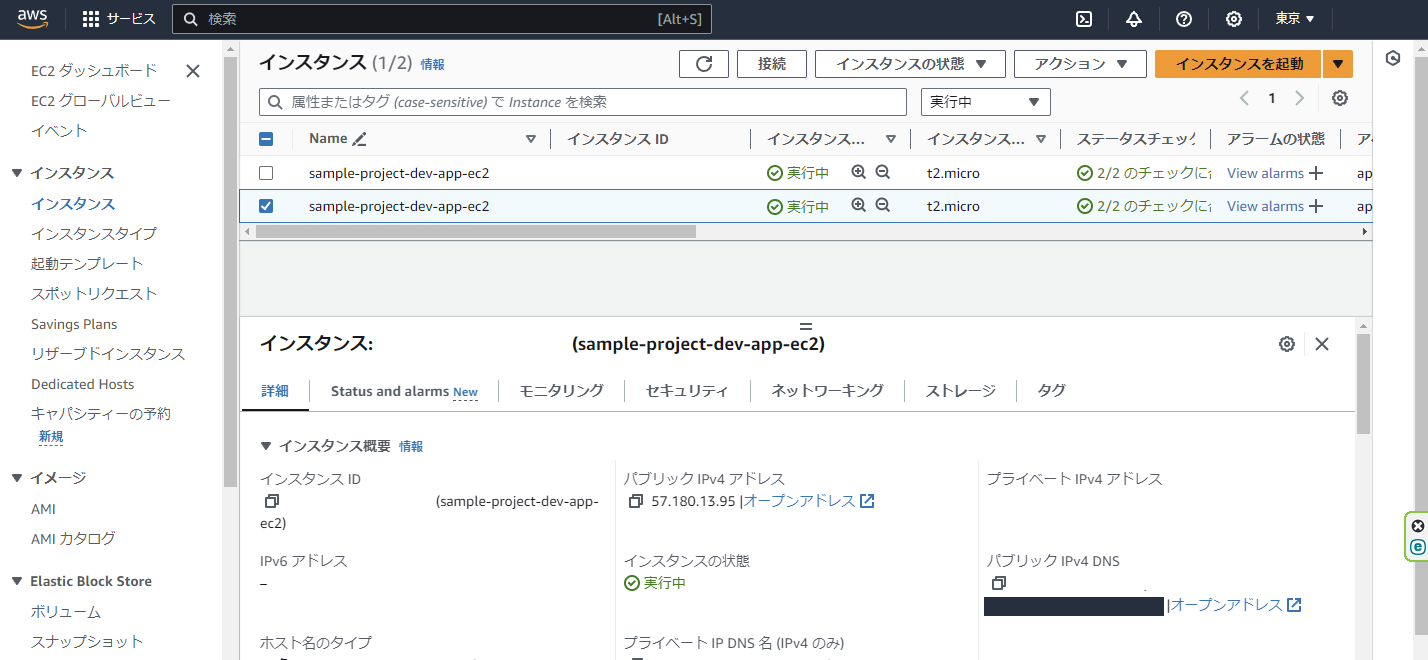 aws
サービス
検索 [Alt+S]
東京
EC2 ダッシュボード
EC2 グローバルビュー
イベント
インスタンス
インスタンス
インスタンスタイプ
起動テンプレート
スポットリクエスト
Savings Plans
リザーブドインスタンス
Dedicated Hosts
キャパシティーの予約
新規
イメージ
AMI
AMI カタログ
Elastic Block Store
ボリューム
スナップショット
インスタンス (1/2) 情報
接続 インスタンスの状態 アクション インスタンスを起動
属性またはタグ (case-sensitive) で Instance を検索 実行中 1
Name インスタンス ID インスタンス... インスタンス... ステータスチェック アラームの状態 ア
sample-project-dev-app-ec2 実行中 t2.micro 2/2 のチェックに合 View alarms ap
sample-project-dev-app-ec2 実行中 t2.micro 2/2 のチェックに合 View alarms ap
インスタンス: (sample-project-dev-app-ec2)
詳細 Status and alarms New モニタリング セキュリティ ネットワーキング ストレージ タグ
インスタンス概要 情報
インスタンス ID
(sample-project-dev-app-
ec2)
パブリック IPv4 アドレス
57.180.13.95 |オープンアドレス
プライベート IPv4 アドレス
IPv6 アドレス
–
インスタンスの状態
実行中
パブリック IPv4 DNS
|オープンアドレス
ホスト名のタイプ
プライベート IP DNS 名 (IPv4 のみ)